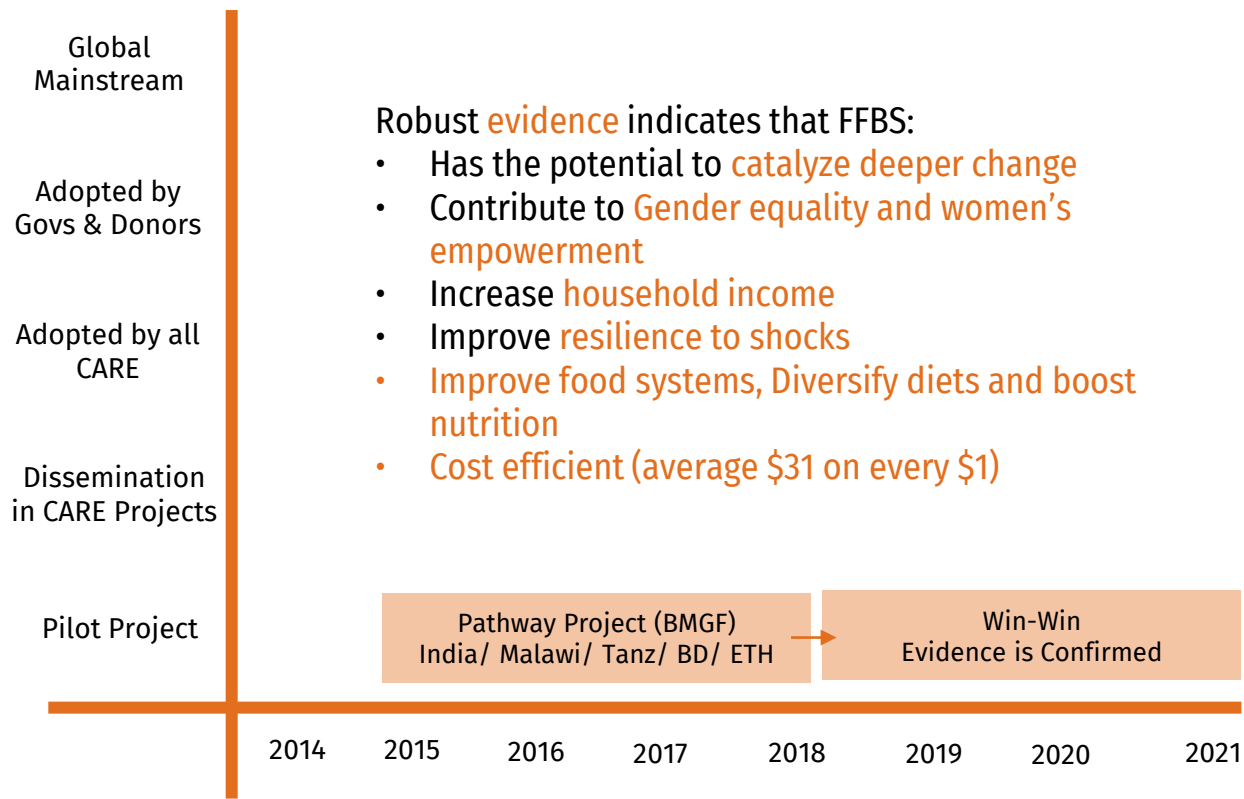 Global
Mainstream
Adopted by
Govs & Donors
Adopted by all
CARE
Dissemination
in CARE Projects
Pilot Project
Robust evidence indicates that FFBS:
• Has the potential to catalyze deeper change
• Contribute to Gender equality and women’s
empowerment
• Increase household income
• Improve resilience to shocks
• Improve food systems, Diversify diets and boost
nutrition
• Cost efficient (average $31 on every $1)
Pathway Project (BMGF)
India/ Malawi/ Tanz/ BD/ ETH
Win-Win
Evidence is Confirmed
2014 2015 2016 2017 2018 2019 2020 2021